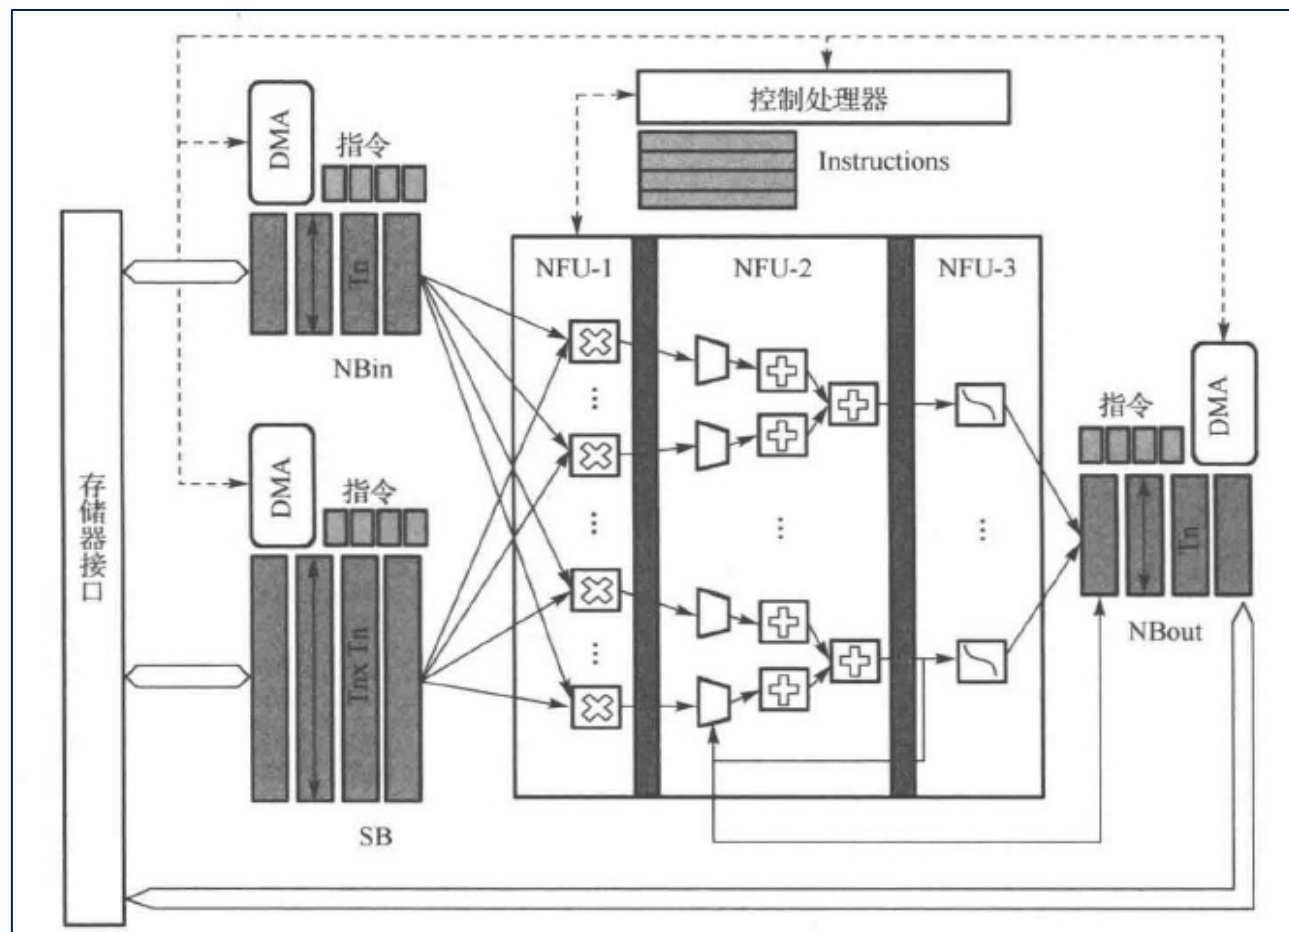 控制处理器
DMA
指令
Instructions
Tn
NBin
NFU-1
NFU-2
NFU-3
DMA
指令
Tn
NBout
DMA
指令
存储器接口
Tnx Tn
SB